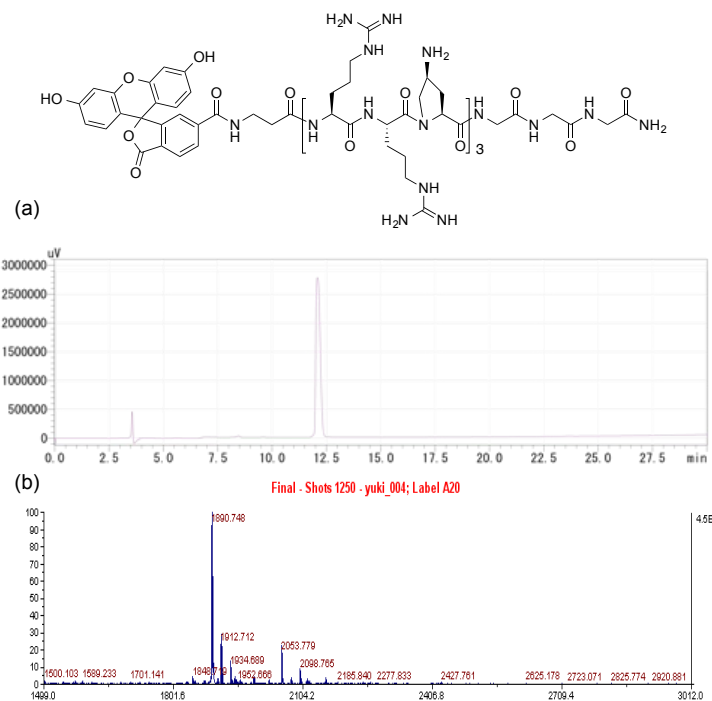 H₂N NH
NH
OH
NH₂
HO O
O O O
N H N H N H N H N H N H NH₂
N
O O O O O
3
NH
H₂N NH
(a)
uV
3000000
2500000
2000000
1500000
1000000
500000
0
0.0 2.5 5.0 7.5 10.0 12.5 15.0 17.5 20.0 22.5 25.0 27.5 min
(b)
Final - Shots 1250 - yuki_004; Label A20
100 1890.748 4.5E
90
80
70
60
50
40
30 1912.712
20 1934.689 2053.779
10 1500.103 1589.233 1701.141 1952.666 2098.765 2185.840 2277.833 2427.761 2625.178 2723.071 2825.774 2920.881
0
1499.0 1801.6 2104.2 2406.8 2709.4 3012.0